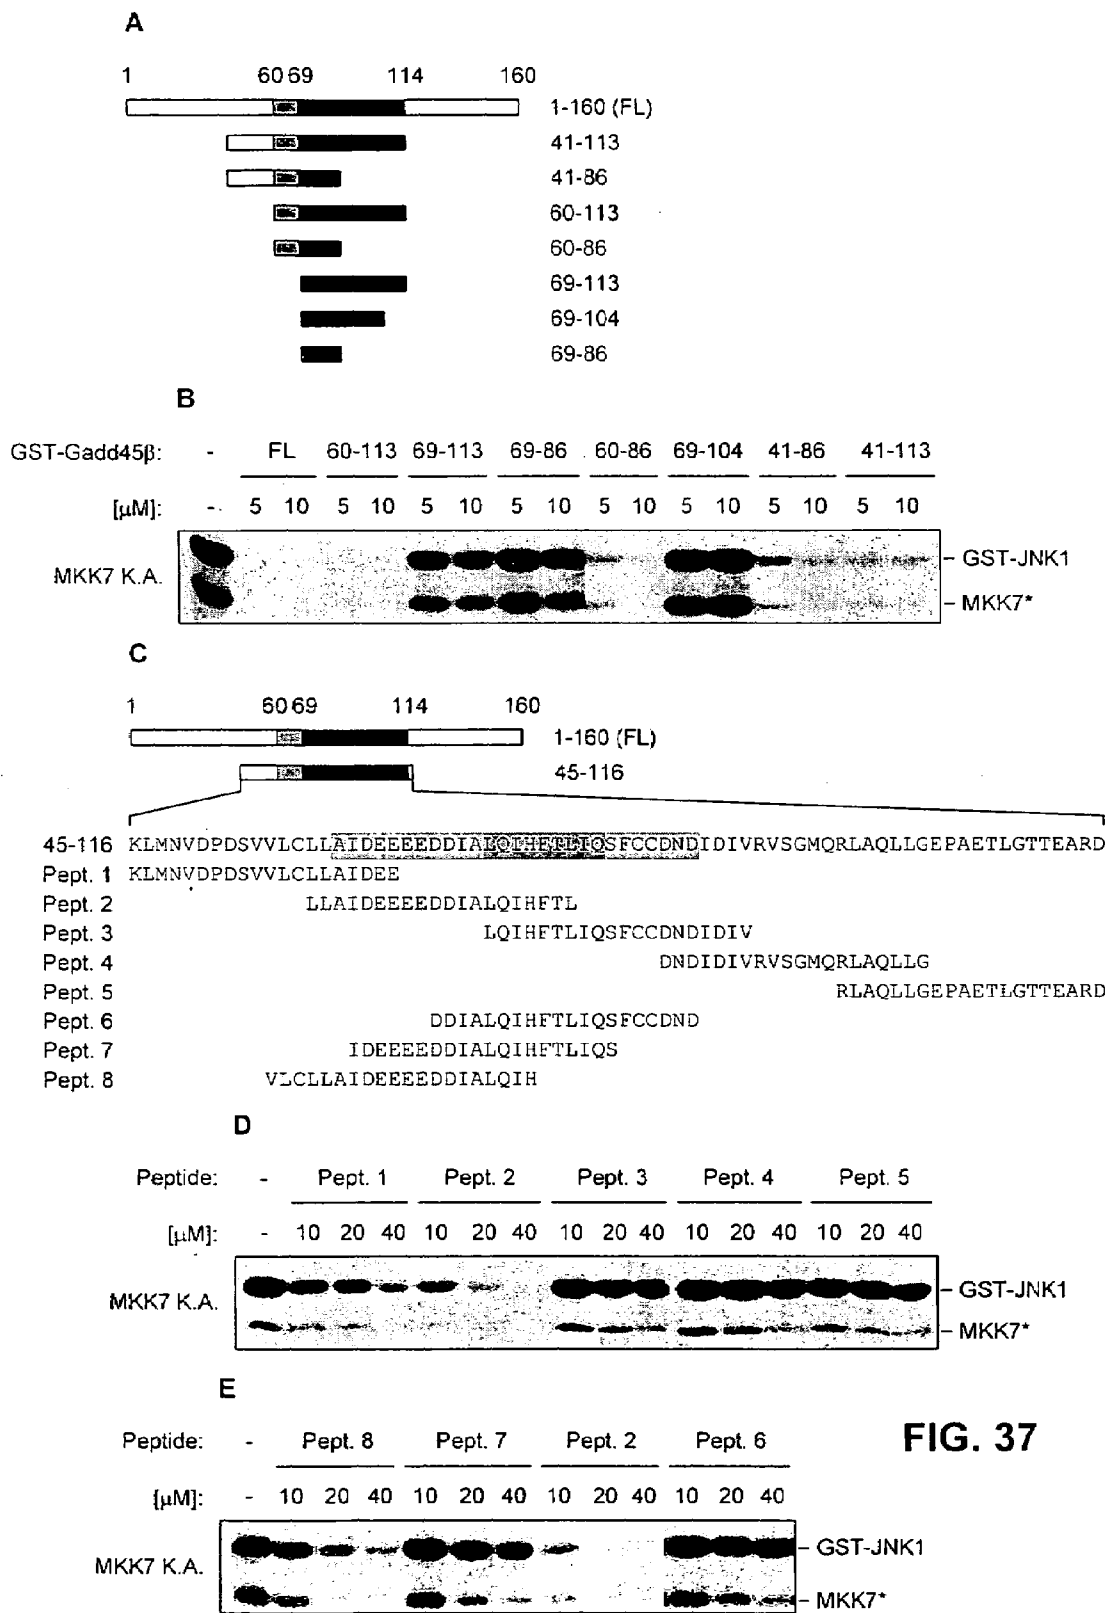 A
1 60 69 114 160
1-160 (FL)
41-113
41-86
60-113
60-86
69-113
69-104
69-86
B
GST-Gadd45β: - FL 60-113 69-113 69-86 60-86 69-104 41-86 41-113
[µM]: - 5 10 5 10 5 10 5 10 5 10 5 10 5 10 5 10
MKK7 K.A.
GST-JNK1
MKK7*
C
1 60 69 114 160
1-160 (FL)
45-116
45-116 KLMNVDPDSVVLCLLAIDEEEEDDIALQIHFTLIQSFCCDNDIDIVRVSGMQRLAQLLGEPAETLGTTEARD
Pept. 1 KLMNVDPDSVVLCLLAIDEE
Pept. 2 LLAIDEEEEDDIALQIHFTL
Pept. 3 LQIHFTLIQSFCCDNDIDIV
Pept. 4 DNDIDIVRVSGMQRLAQLLG
Pept. 5 RLAQLLGEPAETLGTTEARD
Pept. 6 DDIALQIHFTLIQSFCCDND
Pept. 7 IDEEEEDDIALQIHFTLIQS
Pept. 8 VLCLLAIDEEEEDDIALQIH
D
Peptide: - Pept. 1 Pept. 2 Pept. 3 Pept. 4 Pept. 5
[µM]: - 10 20 40 10 20 40 10 20 40 10 20 40 10 20 40
MKK7 K.A.
GST-JNK1
MKK7*
E
Peptide: - Pept. 8 Pept. 7 Pept. 2 Pept. 6
[µM]: - 10 20 40 10 20 40 10 20 40 10 20 40
MKK7 K.A.
GST-JNK1
MKK7*
FIG. 37